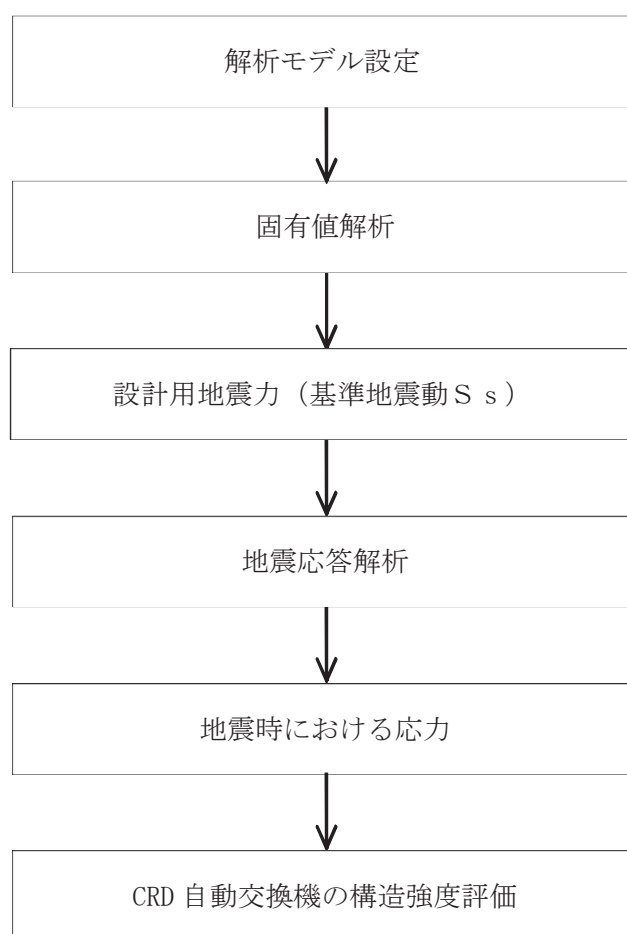 解析モデル設定
固有値解析
設計用地震力（基準地震動Ｓｓ）
地震応答解析
地震時における応力
CRD 自動交換機の構造強度評価